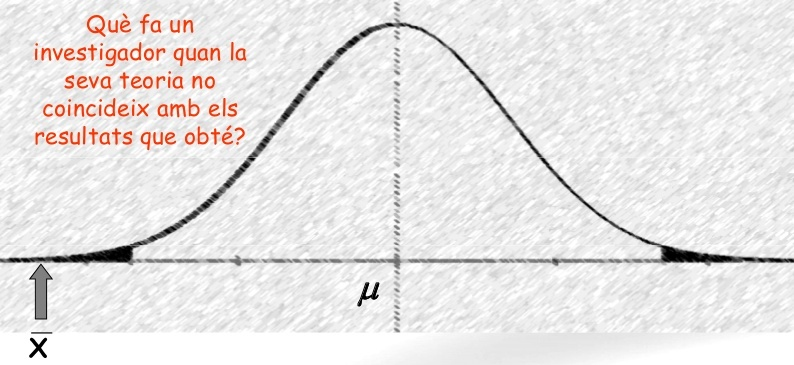 Què fa un
investigador quan la
seva teoria no
coincideix amb els
resultats que obté?
μ
x̅